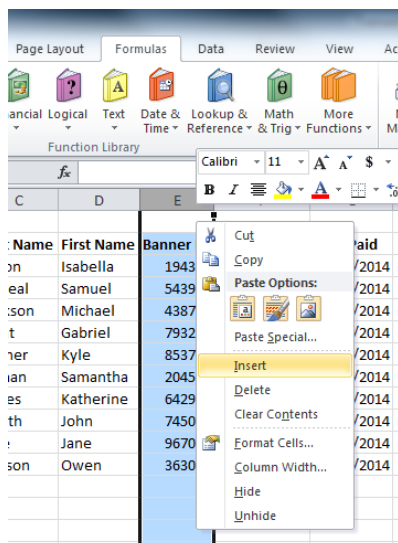 Page Layout Formulas Data Review View Ac
ancial Logical Text Date & Time Lookup & Reference Math & Trig More Functions M
Function Library
fx
Calibri 11 A A $
B I A
C D E
t Name First Name Banner Paid
on Isabella 1943 /2014
eal Samuel 5439 /2014
kson Michael 4387 /2014
t Gabriel 7932 /2014
ner Kyle 8537 /2014
nan Samantha 2045 /2014
es Katherine 6429 /2014
th John 7450 /2014
Jane 9670 /2014
son Owen 3630 /2014
Cut
Copy
Paste Options:
Paste Special...
Insert
Delete
Clear Contents
Format Cells...
Column Width...
Hide
Unhide